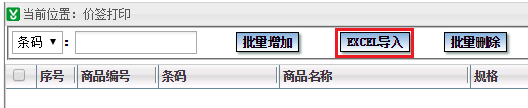 当前位置：价签打印
条码 ： 批量增加 EXCEL导入 批量删除
序号 商品编号 条码 商品名称 规格